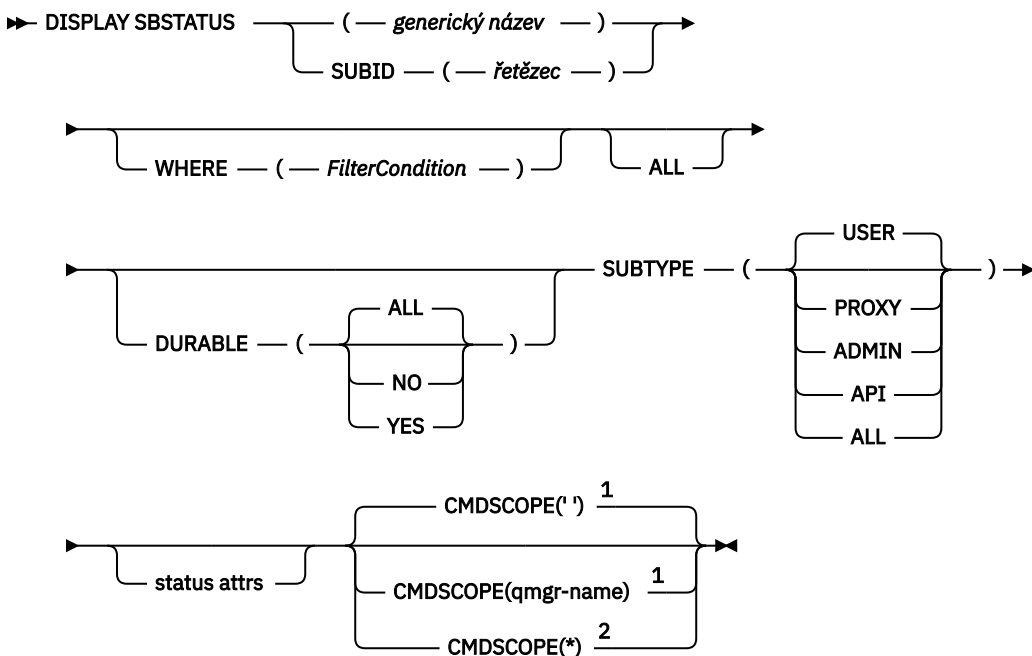 DISPLAY SBSTATUS ( generický název )
SUBID ( řetězec )
WHERE ( FilterCondition ) ALL
USER
SUBTYPE ( )
ALL PROXY
DURABLE ( ) ADMIN
NO API
YES ALL
CMDSCOPE(' ') 1
status attrs CMDSCOPE(qmgr-name) 1
CMDSCOPE(*) 2